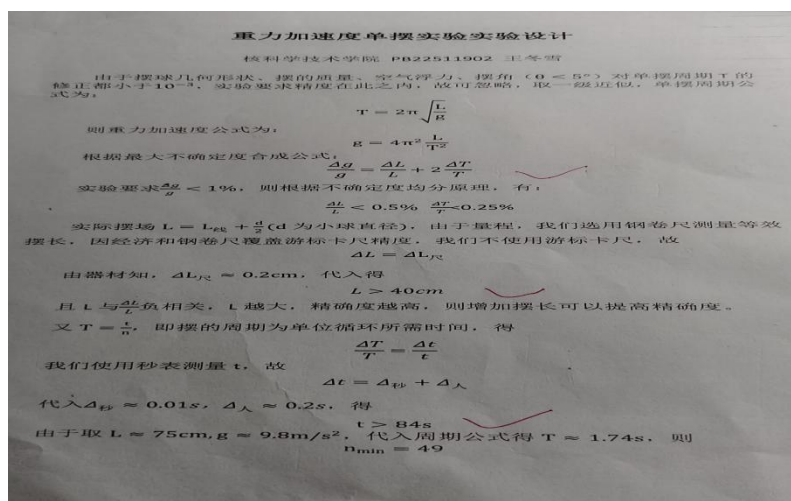 重力加速度单摆实验实验设计
核科学技术学院 PB22511902 王冬雪
由于摆球几何形状、摆的质量、空气浮力、摆角（θ < 5°）对单摆周期 T 的
修正都小于10⁻³，实验要求精度在此之内，故可忽略，取一级近似，单摆周期公
式为：
T = 2π√(L/g)
则重力加速度公式为：
g = 4π² L/T²
根据最大不确定度合成公式：
Δg/g = ΔL/L + 2 ΔT/T
实验要求Δg/g < 1%，则根据不确定度均分原理，有：
ΔL/L < 0.5% ΔT/T<0.25%
实际摆场 L = L线 + d/2(d 为小球直径)，由于量程，我们选用钢卷尺测量等效
摆长，因经济和钢卷尺覆盖游标卡尺精度，我们不使用游标卡尺，故
ΔL = ΔL尺
由器材知，ΔL尺 ≈ 0.2cm，代入得
L > 40cm
且 L 与ΔL/L负相关，L 越大，精确度越高，则增加摆长可以提高精确度。
又 T = t/n，即摆的周期为单位循环所需时间，得
ΔT/T = Δt/t
我们使用秒表测量 t，故
Δt = Δ秒 + Δ人
代入Δ秒 ≈ 0.01s，Δ人 ≈ 0.2s，得
t > 84s
由于取 L ≈ 75cm, g ≈ 9.8m/s²，代入周期公式得 T ≈ 1.74s，则
nmin = 49